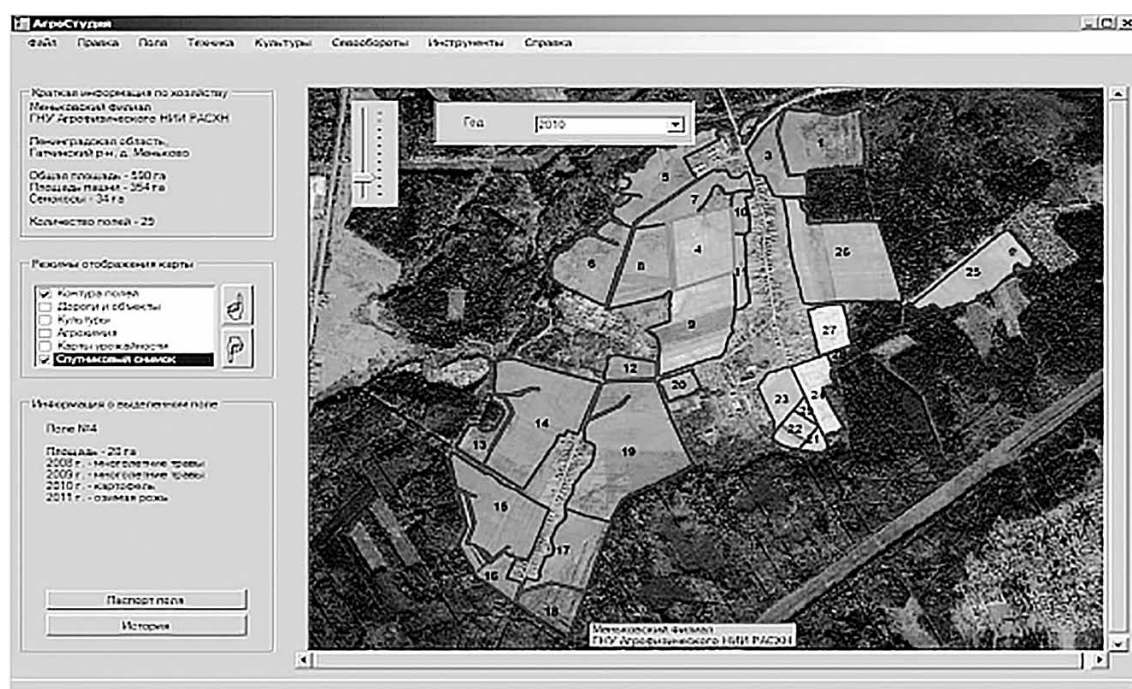 АгроСтудия
Файл Правка Поля Техника Культуры Севообороты Инструменты Справка
Краткая информация по хозяйству
Меньковский филиал
ГНУ Агрофизического НИИ РАСХН
Ленинградская область,
Гатчинский р-н, д. Меньково
Общая площадь - 590 га
Площадь пашни - 354 га
Сенокосы - 34 га
Количество полей - 29
Режимы отображения карты
Контура полей
Дороги и объекты
Культуры
Агрохимия
Карты урожайности
Спутниковый снимок
Информация о выделенном поле
Поле №4
Площадь - 20 га
2008 г. - многолетние травы
2009 г. - многолетние травы
2010 г. - картофель
2011 г. - озимая рожь
Паспорт поля
История
Год 2010
1
3
5
7
10
4
6
8
26
25
9
27
12
20
23
24
22
21
14
13
19
15
17
16
18
Меньковский филиал
ГНУ Агрофизического НИИ РАСХН